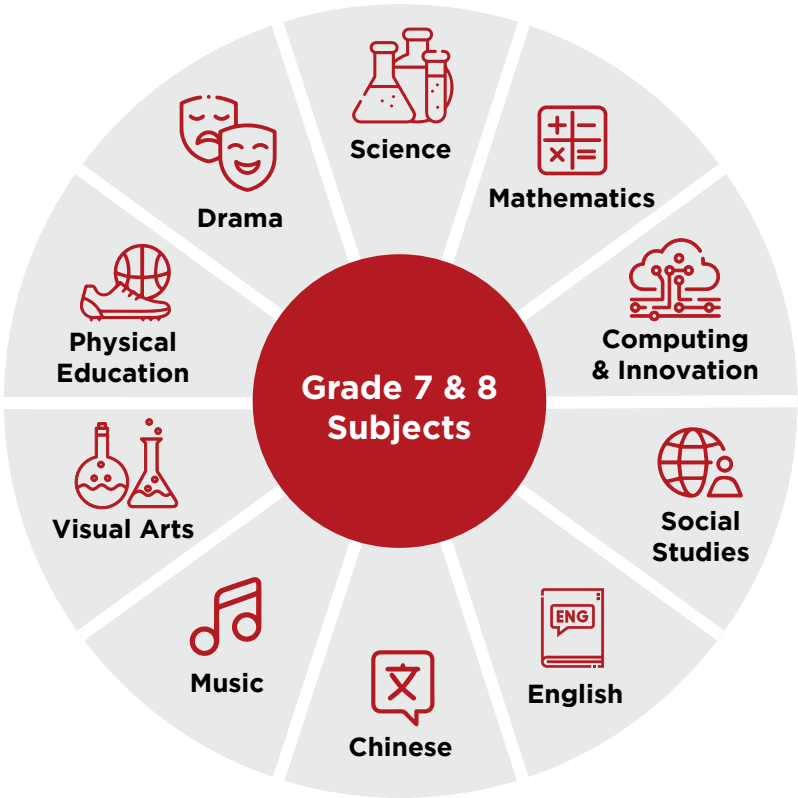 Grade 7 & 8
Subjects
Science
Mathematics
Computing
& Innovation
Social
Studies
ENG
English
文
Chinese
Music
Visual Arts
Physical
Education
Drama